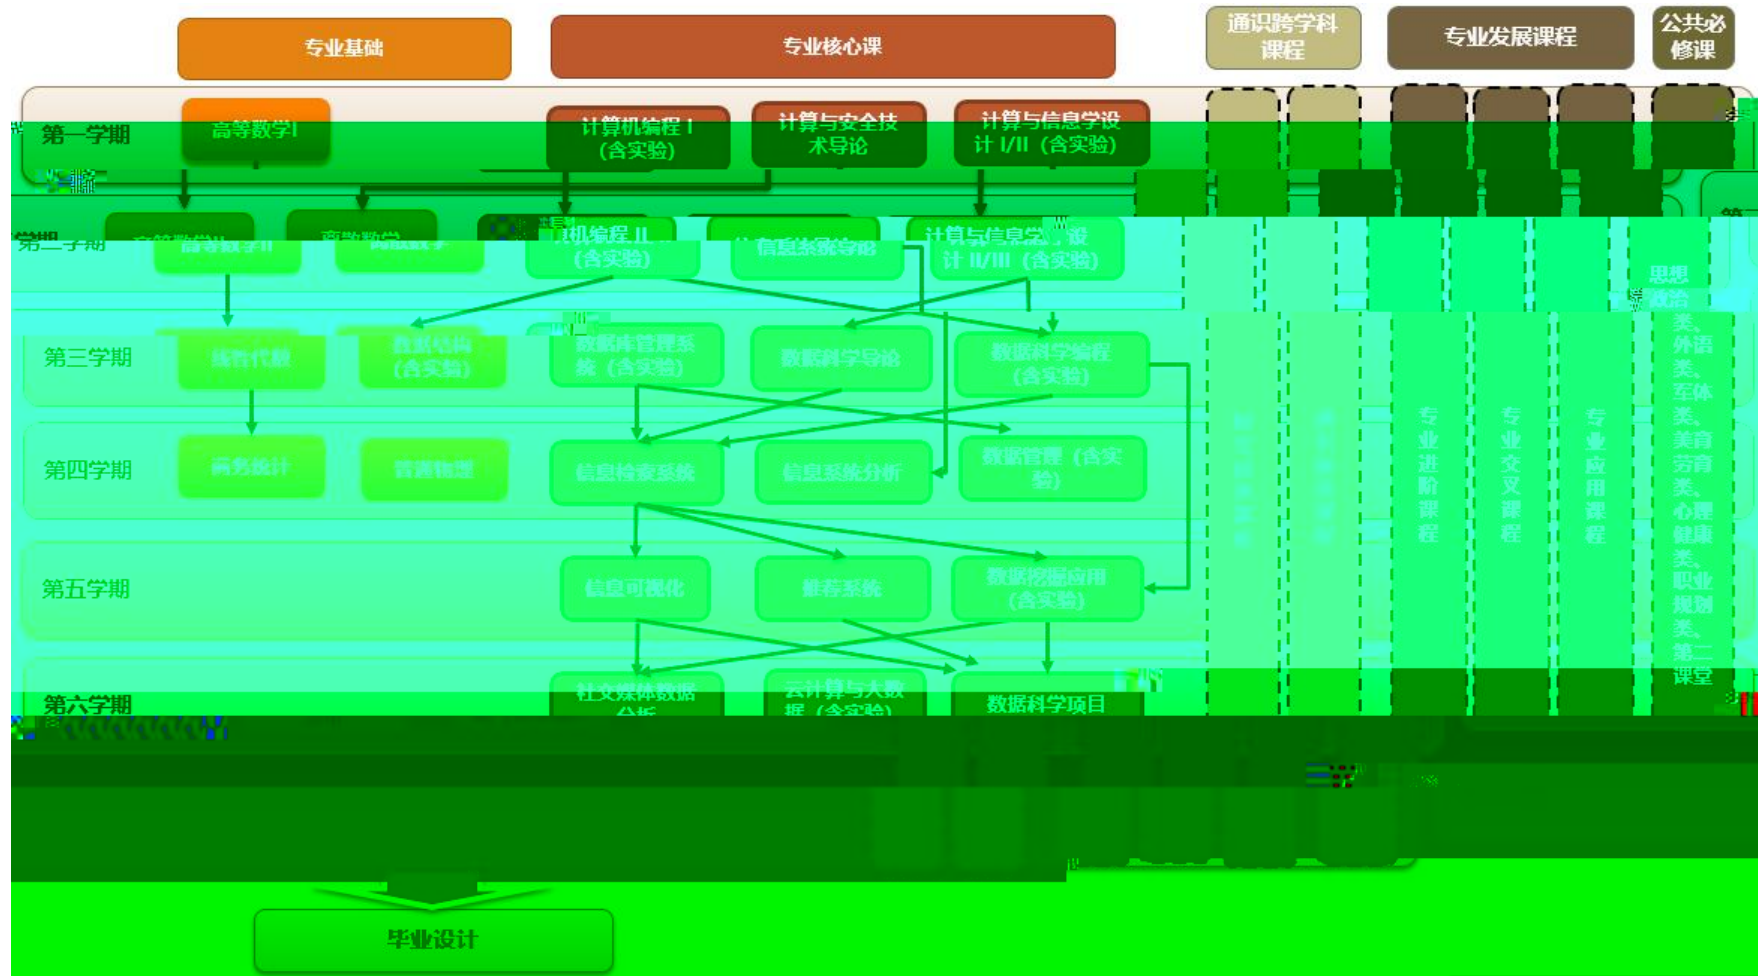 专业基础
专业核心课
通识跨学科
课程
专业发展课程
公共必
修课
第一学期
高等数学I
计算机编程 I
(含实验)
计算与安全技
术导论
计算与信息学设
计 I/II (含实验)
第二学期
高等数学II
离散数学
机编程 II
(含实验)
信息系统导论
计算与信息学 设
计 II/III (含实验)
第三学期
线性代数
数据结构
(含实验)
数据库管理系
统 (含实验)
数据科学导论
数据科学编程
(含实验)
第四学期
商务统计
普通物理
信息检索系统
信息系统分析
数据管理 (含实
验)
第五学期
信息可视化
推荐系统
数据挖掘应用
(含实验)
第六学期
社交媒体数据
分析
云计算与大数
据 (含实验)
数据科学项目
专业进阶课程
专业交叉课程
专业应用课程
思想
政治
类、
外语
类、
军体
类、
美育
劳育
类、
心理
健康
类、
职业
规划
类、
第二
课堂
毕业设计